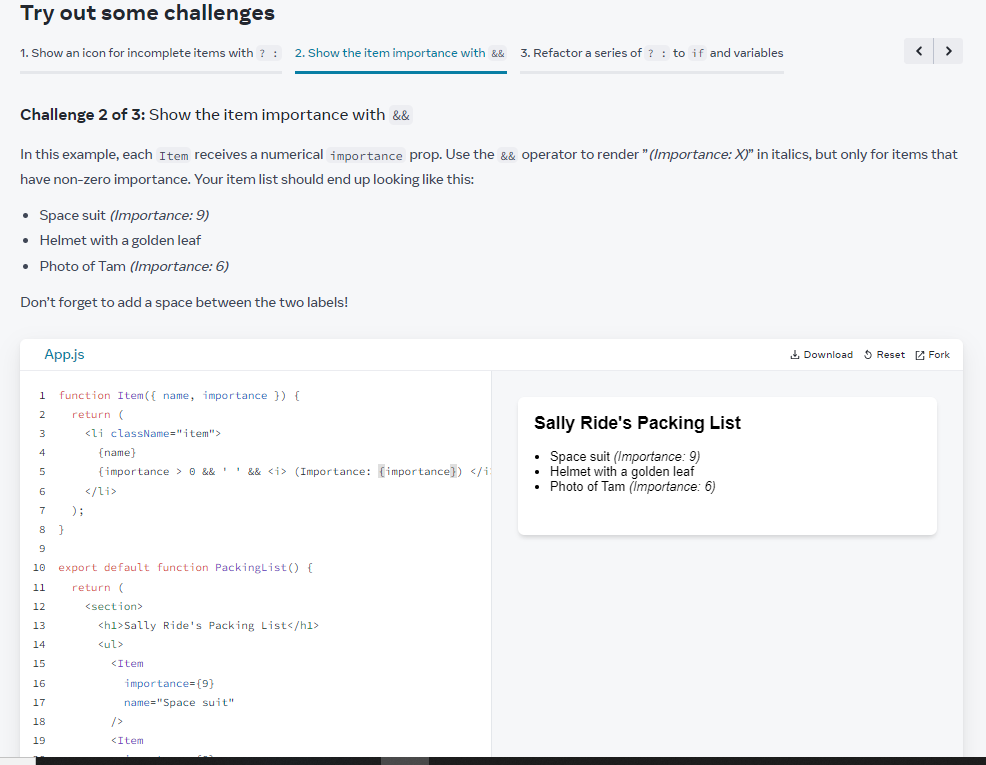 Try out some challenges
1. Show an icon for incomplete items with ? :
2. Show the item importance with &&
3. Refactor a series of ? : to if and variables
Challenge 2 of 3: Show the item importance with &&
In this example, each Item receives a numerical importance prop. Use the && operator to render ”(Importance: X)” in italics, but only for items that
have non-zero importance. Your item list should end up looking like this:
• Space suit (Importance: 9)
• Helmet with a golden leaf
• Photo of Tam (Importance: 6)
Don’t forget to add a space between the two labels!
App.js
Download Reset Fork
1 function Item({ name, importance }) {
2 return (
3 <li className="item">
4 {name}
5 {importance > 0 && ' ' && <i> (Importance: {importance}) </i
6 </li>
7 );
8 }
9
10 export default function PackingList() {
11 return (
12 <section>
13 <h1>Sally Ride's Packing List</h1>
14 <ul>
15 <Item
16 importance={9}
17 name="Space suit"
18 />
19 <Item
Sally Ride's Packing List
• Space suit (Importance: 9)
• Helmet with a golden leaf
• Photo of Tam (Importance: 6)